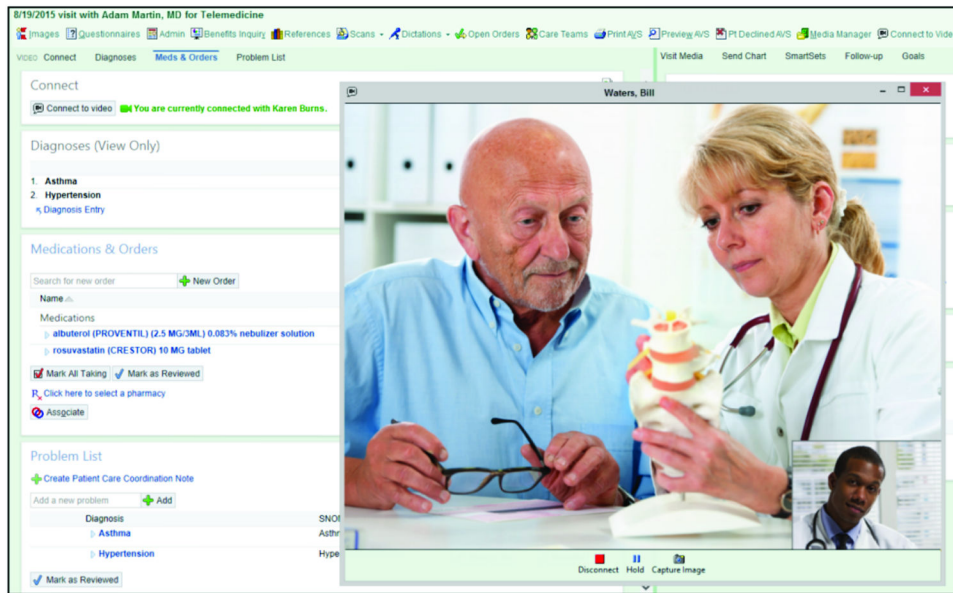 8/19/2015 visit with Adam Martin, MD for Telemedicine
Images Questionnaires Admin Benefits Inquiry References Scans Dictations Open Orders Care Teams Print AVS Preview AVS Pt Declined AVS Media Manager Connect to Vide
VIDEO Connect Diagnoses Meds & Orders Problem List Visit Media Send Chart SmartSets Follow-up Goals
Connect
Waters, Bill
Connect to video You are currently connected with Karen Burns.
Diagnoses (View Only)
1. Asthma
2. Hypertension
Diagnosis Entry
Medications & Orders
Search for new order New Order
Name
Medications
albuterol (PROVENTIL) (2.5 MG/3ML) 0.083% nebulizer solution
rosuvastatin (CRESTOR) 10 MG tablet
Mark All Taking Mark as Reviewed
Click here to select a pharmacy
Associate
Problem List
Create Patient Care Coordination Note
Add a new problem Add
Diagnosis SNO
Asthma Asthr
Hypertension Hype
Mark as Reviewed
Disconnect Hold Capture Image